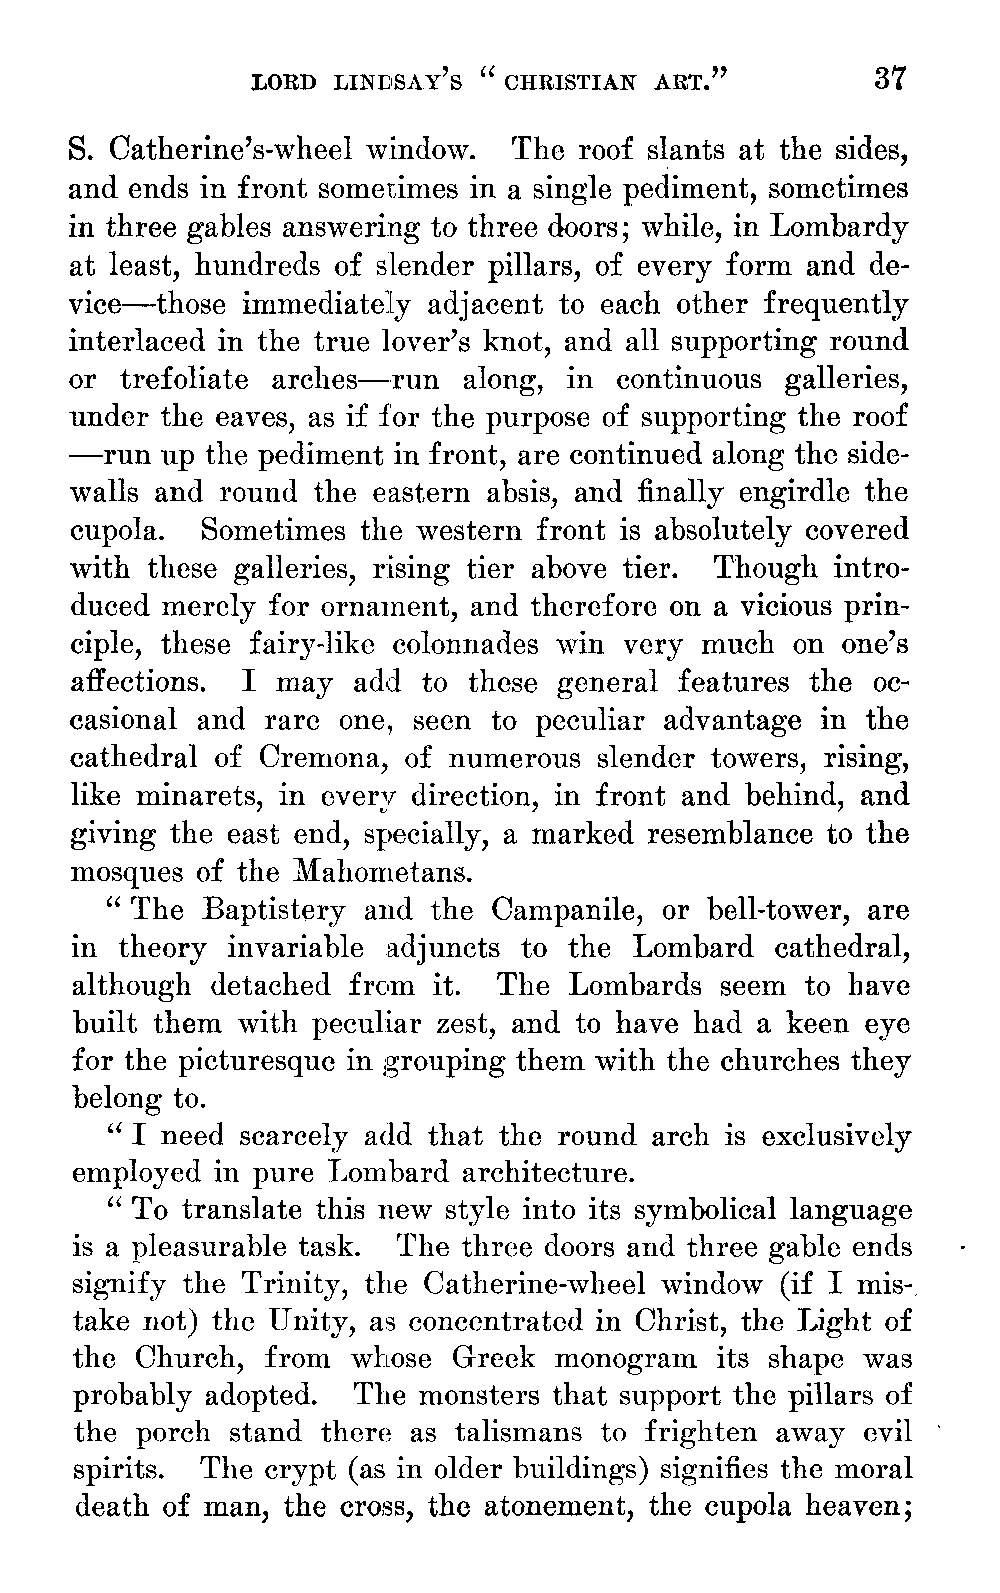 LORD LINDSAY'S “ CHRISTIAN ART.” 37
S. Catherine's-wheel window. The roof slants at the sides,
and ends in front sometimes in a single pediment, sometimes
in three gables answering to three doors; while, in Lombardy
at least, hundreds of slender pillars, of every form and de-
vice—those immediately adjacent to each other frequently
interlaced in the true lover's knot, and all supporting round
or trefoliate arches—run along, in continuous galleries,
under the eaves, as if for the purpose of supporting the roof
—run up the pediment in front, are continued along the side-
walls and round the eastern absis, and finally engirdle the
cupola. Sometimes the western front is absolutely covered
with these galleries, rising tier above tier. Though intro-
duced merely for ornament, and therefore on a vicious prin-
ciple, these fairy-like colonnades win very much on one's
affections. I may add to these general features the oc-
casional and rare one, seen to peculiar advantage in the
cathedral of Cremona, of numerous slender towers, rising,
like minarets, in every direction, in front and behind, and
giving the east end, specially, a marked resemblance to the
mosques of the Mahometans.
“ The Baptistery and the Campanile, or bell-tower, are
in theory invariable adjuncts to the Lombard cathedral,
although detached from it. The Lombards seem to have
built them with peculiar zest, and to have had a keen eye
for the picturesque in grouping them with the churches they
belong to.
“ I need scarcely add that the round arch is exclusively
employed in pure Lombard architecture.
“ To translate this new style into its symbolical language
is a pleasurable task. The three doors and three gable ends
signify the Trinity, the Catherine-wheel window (if I mis-
take not) the Unity, as concentrated in Christ, the Light of
the Church, from whose Greek monogram its shape was
probably adopted. The monsters that support the pillars of
the porch stand there as talismans to frighten away evil
spirits. The crypt (as in older buildings) signifies the moral
death of man, the cross, the atonement, the cupola heaven;